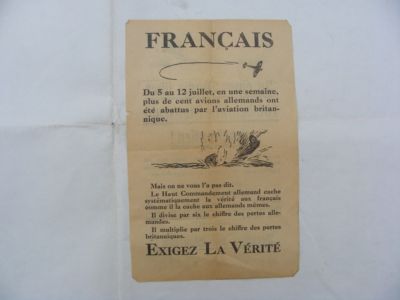 FRANÇAIS
Du 5 au 12 juillet, en une semaine,
plus de cent avions allemands ont
été abattus par l'aviation britan-
nique.
Mais on ne vous l'a pas dit.
Le Haut Commandement allemand cache
systématiquement la vérité aux français
comme il la cache aux allemands mêmes.
Il divise par six le chiffre des pertes alle-
mandes.
Il multiplie par trois le chiffre des pertes
britanniques.
EXIGEZ LA VÉRITÉ